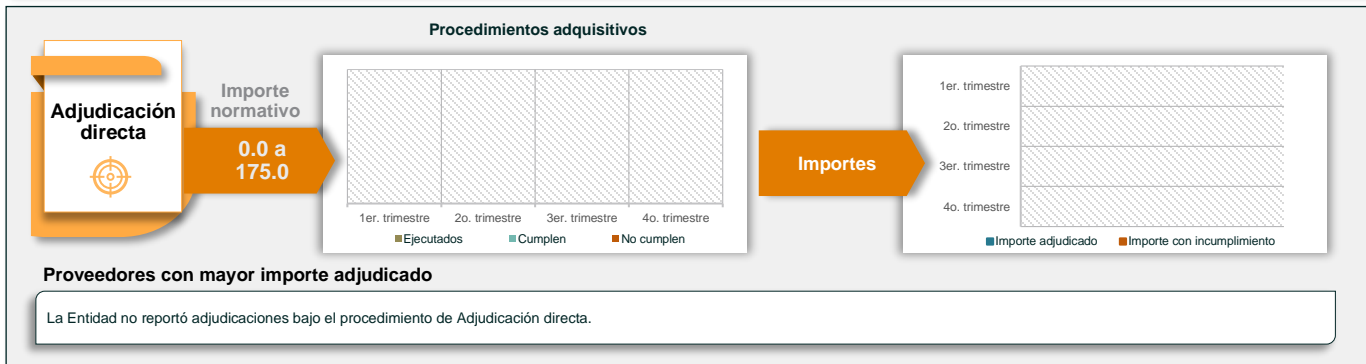 Procedimientos adquisitivos
Adjudicación
directa
Importe
normativo
0.0 a
175.0
1er. trimestre
2o. trimestre
3er. trimestre
4o. trimestre
Ejecutados
Cumplen
No cumplen
Importes
1er. trimestre
2o. trimestre
3er. trimestre
4o. trimestre
Importe adjudicado
Importe con incumplimiento
Proveedores con mayor importe adjudicado
La Entidad no reportó adjudicaciones bajo el procedimiento de Adjudicación directa.